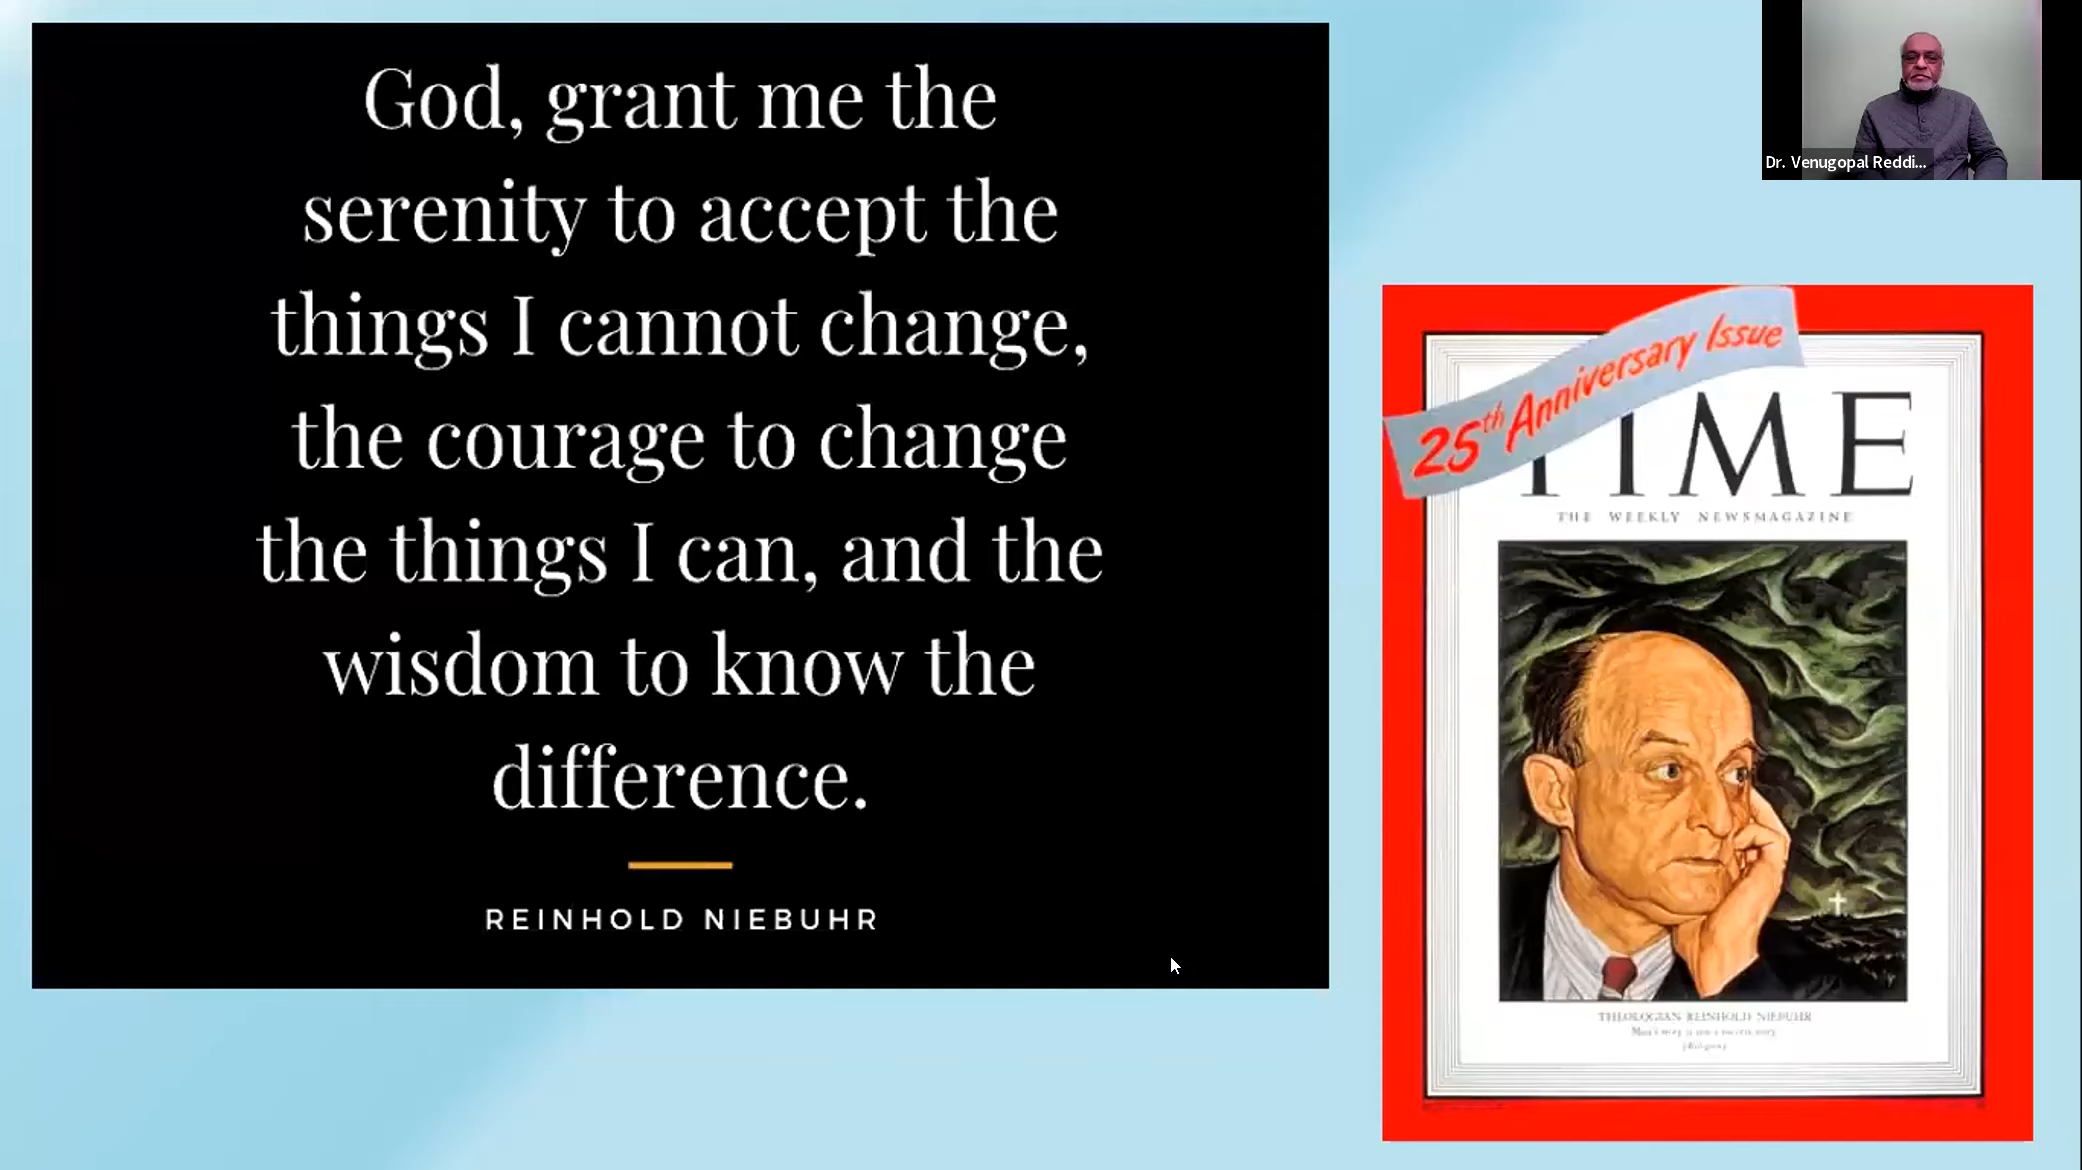 God, grant me the
serenity to accept the
things I cannot change,
the courage to change
the things I can, and the
wisdom to know the
difference.
REINHOLD NIEBUHR
Dr. Venugopal Reddi...
25th Anniversary Issue
TIME
THE WEEKLY NEWSMAGAZINE
THEOLOGIAN REINHOLD NIEBUHR